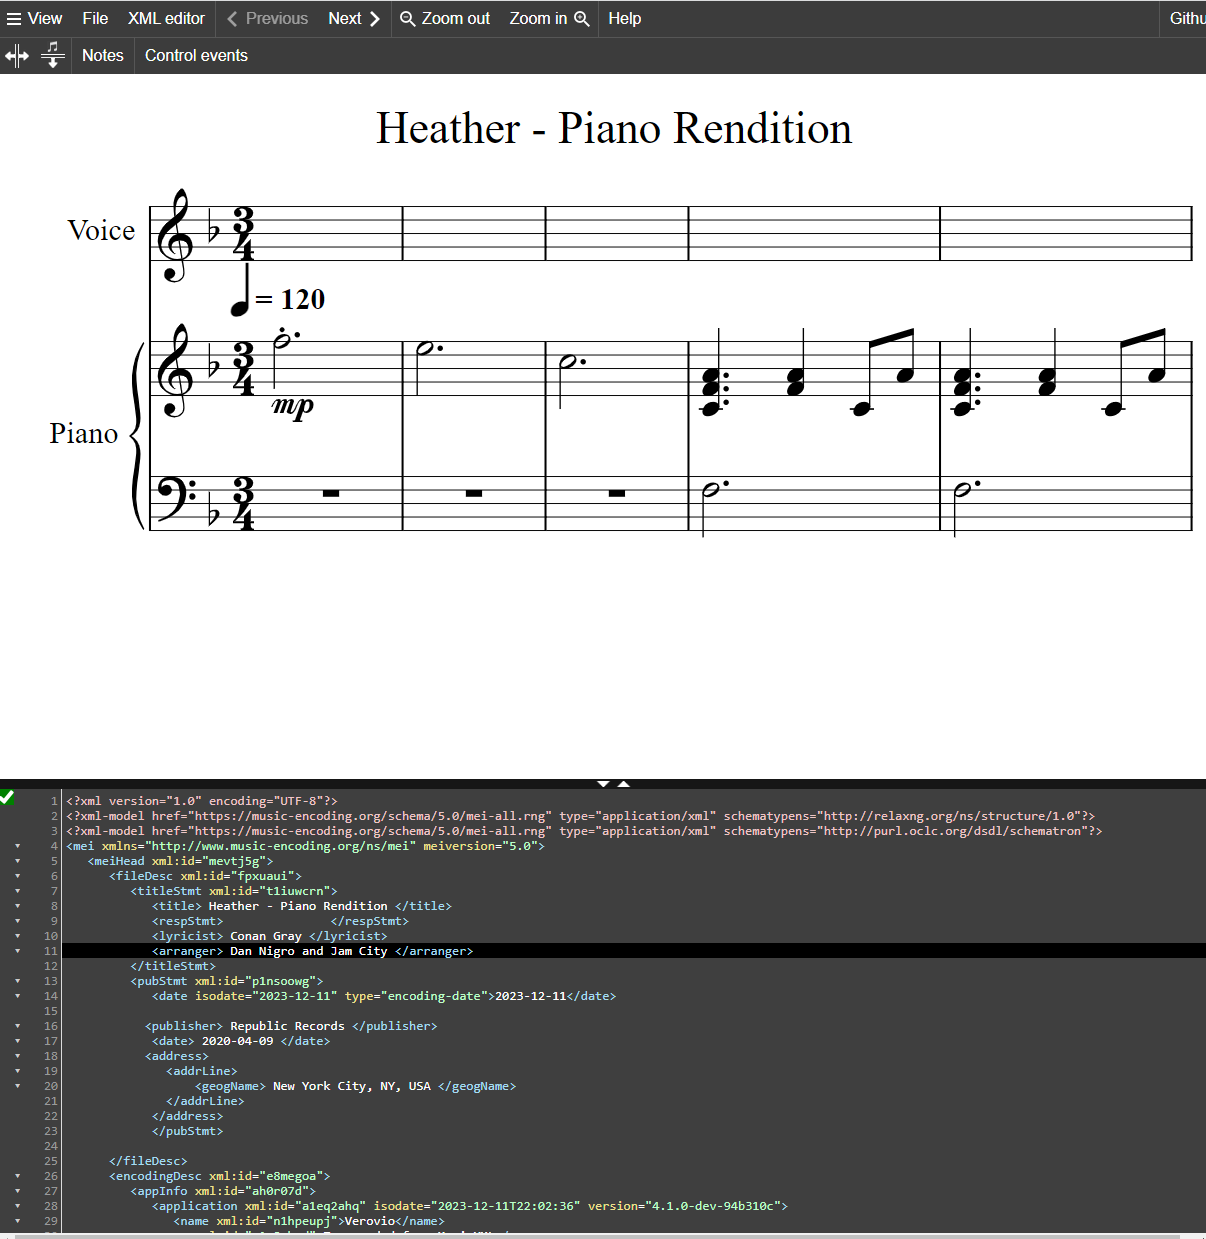 View File XML editor Previous Next Zoom out Zoom in Help Githu
Notes Control events
Heather - Piano Rendition
Voice
3
4
= 120
3
4
mp
Piano
3
4
1 <?xml version="1.0" encoding="UTF-8"?>
2 <?xml-model href="https://music-encoding.org/schema/5.0/mei-all.rng" type="application/xml" schematypens="http://relaxng.org/ns/structure/1.0"?>
3 <?xml-model href="https://music-encoding.org/schema/5.0/mei-all.rng" type="application/xml" schematypens="http://purl.oclc.org/dsdl/schematron"?>
4 <mei xmlns="http://www.music-encoding.org/ns/mei" meiversion="5.0">
5 <meiHead xml:id="mevtj5g">
6 <fileDesc xml:id="fpxuaui">
7 <titleStmt xml:id="t1iuwcrn">
8 <title> Heather - Piano Rendition </title>
9 <respStmt> </respStmt>
10 <lyricist> Conan Gray </lyricist>
11 <arranger> Dan Nigro and Jam City </arranger>
12 </titleStmt>
13 <pubStmt xml:id="p1nsoowg">
14 <date isodate="2023-12-11" type="encoding-date">2023-12-11</date>
15
16 <publisher> Republic Records </publisher>
17 <date> 2020-04-09 </date>
18 <address>
19 <addrLine>
20 <geogName> New York City, NY, USA </geogName>
21 </addrLine>
22 </address>
23 </pubStmt>
24
25 </fileDesc>
26 <encodingDesc xml:id="e8megoa">
27 <appInfo xml:id="ah0r07d">
28 <application xml:id="a1eq2ahq" isodate="2023-12-11T22:02:36" version="4.1.0-dev-94b310c">
29 <name xml:id="n1hpeupj">Verovio</name>